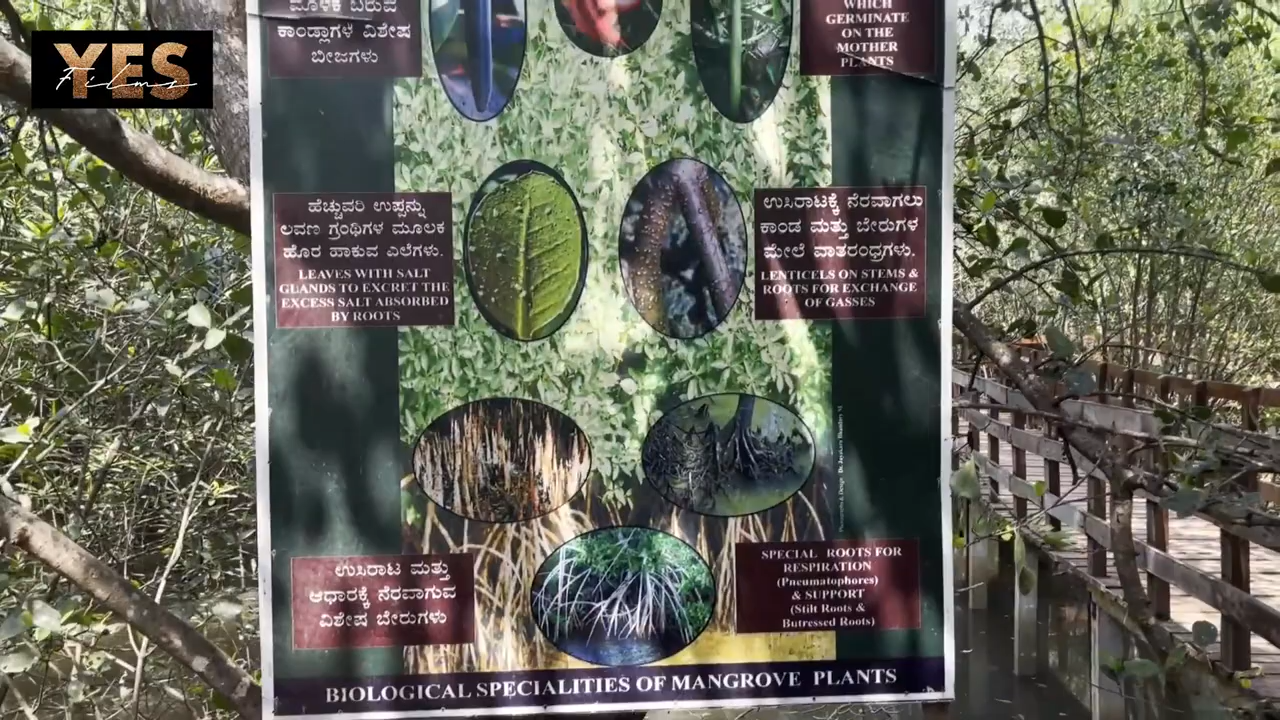 YES
Films
ಮೂಳಕೆ ಬರುವ
ಕಾಂಡ್ಲಾಗಳ ವಿಶೇಷ
ಬೀಜಗಳು
WHICH
GERMINATE
ON THE
MOTHER
PLANTS
ಹೆಚ್ಚುವರಿ ಉಪ್ಪನ್ನು
ಲವಣ ಗ್ರಂಥಿಗಳ ಮೂಲಕ
ಹೊರ ಹಾಕುವ ಎಲೆಗಳು.
LEAVES WITH SALT
GUANDS TO EXCRET THE
EXCESS SALT ABSORBED
BY ROOTS
ಉಸಿರಾಟಕ್ಕೆ ನೆರವಾಗಲು
ಕಾಂಡ ಮತ್ತು ಬೇರುಗಳ
ಮೇಲೆ ವಾತರಂಧ್ರಗಳು.
LENTICELS ON STEMS &
ROOTS FOR EXCHANGE
OF GASSES
ಉಸಿರಾಟ ಮತ್ತು
ಆಧಾರಕ್ಕೆ ನೆರವಾಗುವ
ವಿಶೇಷ ಬೇರುಗಳು
SPECIAL ROOTS FOR
RESPIRATION
(Pneumatophores)
& SUPPORT
(Stilt Roots &
Butressed Roots)
BIOLOGICAL SPECIALITIES OF MANGROVE PLANTS